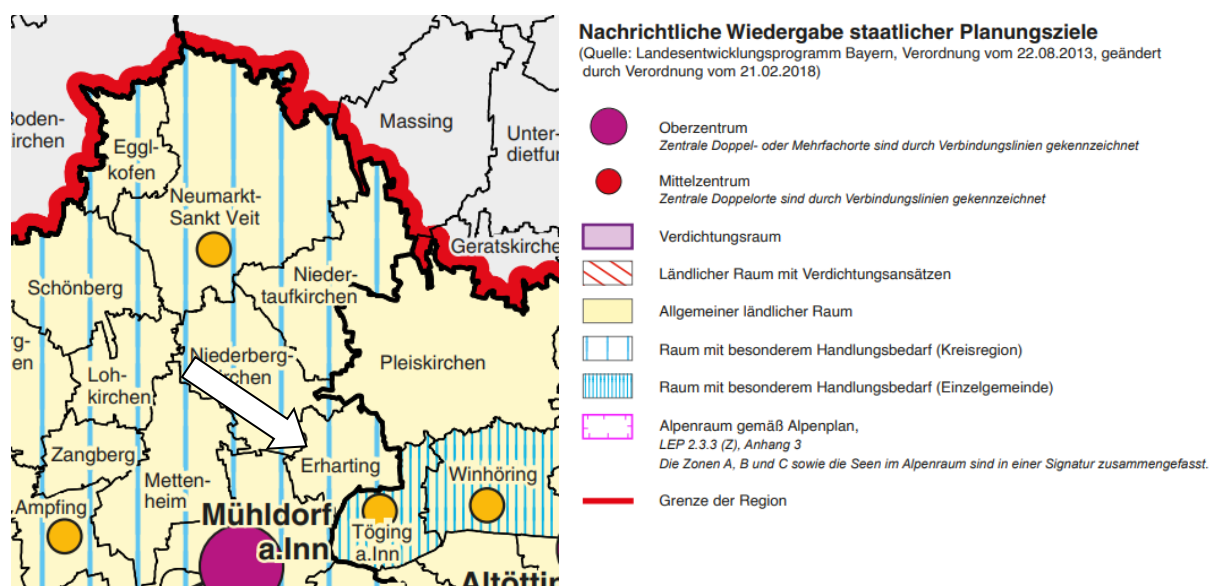 Massing
Boden-
kirchen
Unter-
Eggl-
kofen
Neumarkt-
Sankt Veit
Geratskirche
Nieder-
taufkirchen
Schönberg
Niederberg-
kirchen
Pleiskirchen
rg-
en
Loh-
kirchen
Zangberg
Erharting
Winhöring
Metten-
heim
Ampfing
Mühldorf
a.Inn
Töging
a.Inn
Nachrichtliche Wiedergabe staatlicher Planungsziele
(Quelle: Landesentwicklungsprogramm Bayern, Verordnung vom 22.08.2013, geändert
durch Verordnung vom 21.02.2018)
Oberzentrum
Zentrale Doppel- oder Mehrfachorte sind durch Verbindungslinien gekennzeichnet
Mittelzentrum
Zentrale Doppelorte sind durch Verbindungslinien gekennzeichnet
Verdichtungsraum
Ländlicher Raum mit Verdichtungsansätzen
Allgemeiner ländlicher Raum
Raum mit besonderem Handlungsbedarf (Kreisregion)
Raum mit besonderem Handlungsbedarf (Einzelgemeinde)
Alpenraum gemäß Alpenplan,
LEP 2.3.3 (Z), Anhang 3
Die Zonen A, B und C sowie die Seen im Alpenraum sind in einer Signatur zusammengefasst.
Grenze der Region